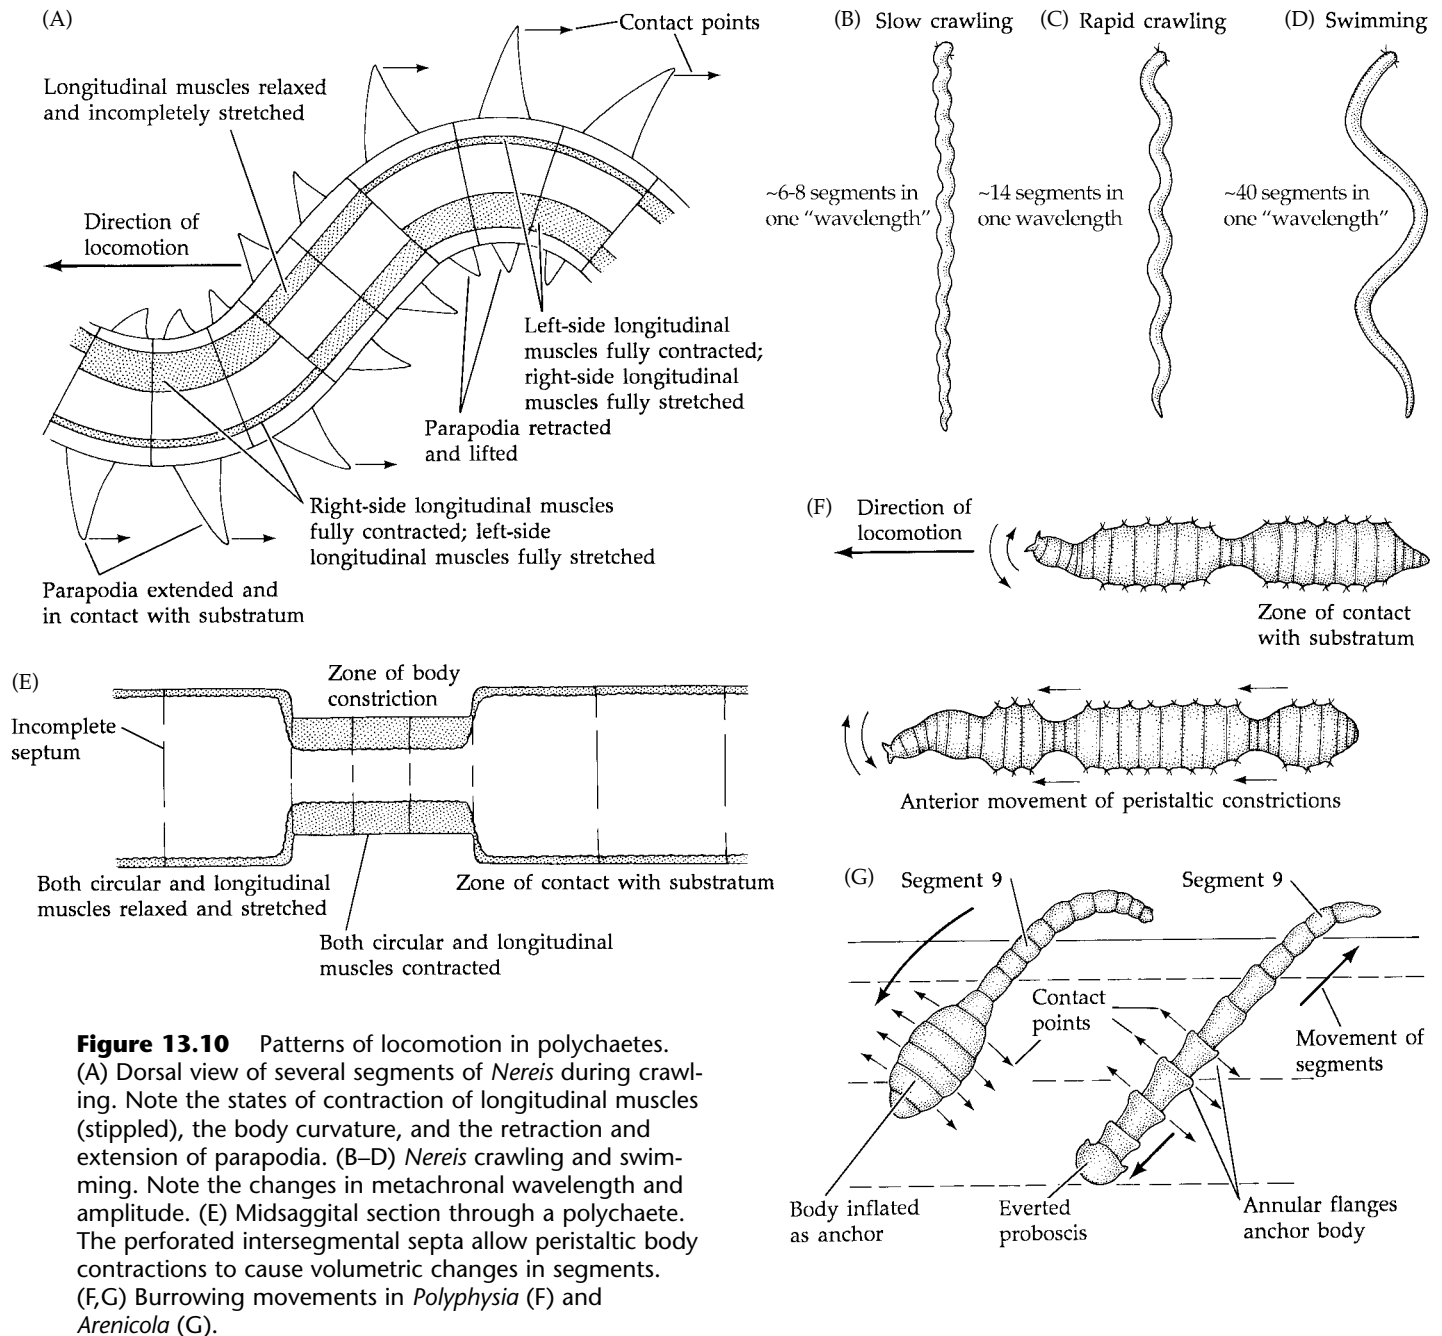 (A)
Contact points
Longitudinal muscles relaxed
and incompletely stretched
Direction of
locomotion
Left-side longitudinal
muscles fully contracted;
right-side longitudinal
muscles fully stretched
Parapodia retracted
and lifted
Right-side longitudinal muscles
fully contracted; left-side
longitudinal muscles fully stretched
Parapodia extended and
in contact with substratum
(B) Slow crawling
~6-8 segments in
one "wavelength"
(C) Rapid crawling
~14 segments in
one wavelength
(D) Swimming
~40 segments in
one "wavelength"
(E)
Zone of body
constriction
Incomplete
septum
Both circular and longitudinal
muscles relaxed and stretched
Zone of contact with substratum
Both circular and longitudinal
muscles contracted
(F)
Direction of
locomotion
Zone of contact
with substratum
Anterior movement of peristaltic constrictions
(G)
Segment 9
Segment 9
Contact
points
Movement of
segments
Body inflated
as anchor
Everted
proboscis
Annular flanges
anchor body
Figure 13.10 Patterns of locomotion in polychaetes.
(A) Dorsal view of several segments of Nereis during crawl-
ing. Note the states of contraction of longitudinal muscles
(stippled), the body curvature, and the retraction and
extension of parapodia. (B–D) Nereis crawling and swim-
ming. Note the changes in metachronal wavelength and
amplitude. (E) Midsaggital section through a polychaete.
The perforated intersegmental septa allow peristaltic body
contractions to cause volumetric changes in segments.
(F,G) Burrowing movements in Polyphysia (F) and
Arenicola (G).